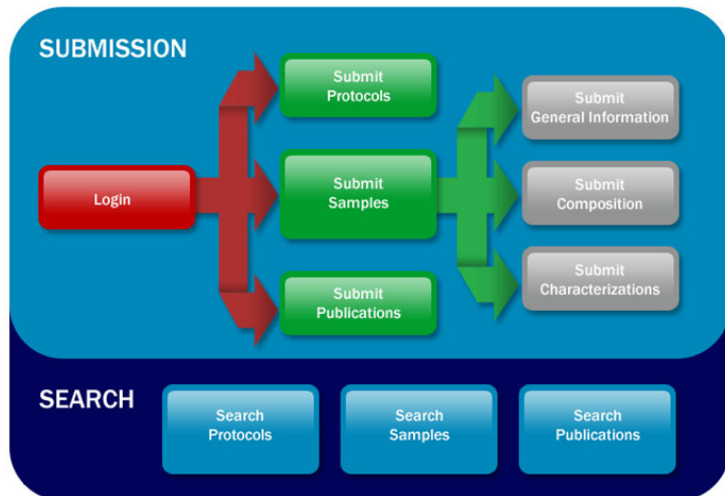 SUBMISSION
Submit
Protocols
Submit
General Information
Login
Submit
Samples
Submit
Composition
Submit
Publications
Submit
Characterizations
SEARCH
Search
Protocols
Search
Samples
Search
Publications